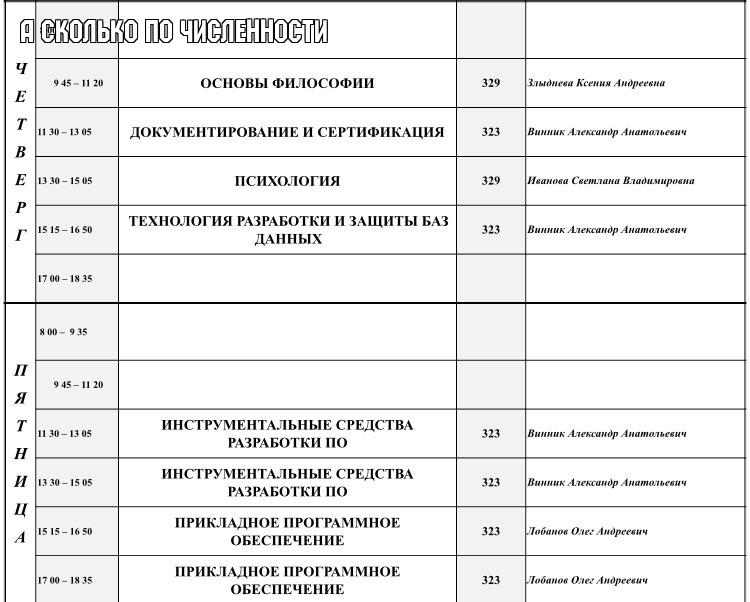 А СКОЛЬКО ПО ЧИСЛЕННОСТИ
ЧЕТВЕРГ
9 45 – 11 20 ОСНОВЫ ФИЛОСОФИИ 329 Злыднева Ксения Андреевна
11 30 – 13 05 ДОКУМЕНТИРОВАНИЕ И СЕРТИФИКАЦИЯ 323 Винник Александр Анатольевич
13 30 – 15 05 ПСИХОЛОГИЯ 329 Иванова Светлана Владимировна
15 15 – 16 50 ТЕХНОЛОГИЯ РАЗРАБОТКИ И ЗАЩИТЫ БАЗ 323 Винник Александр Анатольевич
ДАННЫХ
17 00 – 18 35
ПЯТНИЦА
8 00 – 9 35
9 45 – 11 20
11 30 – 13 05 ИНСТРУМЕНТАЛЬНЫЕ СРЕДСТВА 323 Винник Александр Анатольевич
РАЗРАБОТКИ ПО
13 30 – 15 05 ИНСТРУМЕНТАЛЬНЫЕ СРЕДСТВА 323 Винник Александр Анатольевич
РАЗРАБОТКИ ПО
15 15 – 16 50 ПРИКЛАДНОЕ ПРОГРАММНОЕ 323 Лобанов Олег Андреевич
ОБЕСПЕЧЕНИЕ
17 00 – 18 35 ПРИКЛАДНОЕ ПРОГРАММНОЕ 323 Лобанов Олег Андреевич
ОБЕСПЕЧЕНИЕ